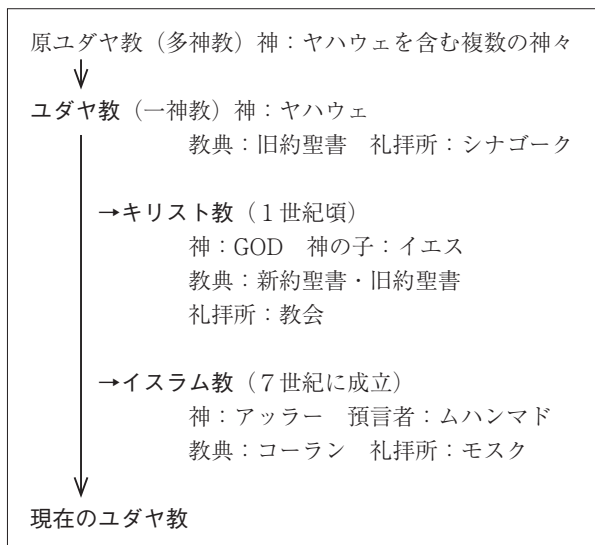 原ユダヤ教（多神教）神：ヤハウェを含む複数の神々
ユダヤ教（一神教）神：ヤハウェ
教典：旧約聖書　礼拝所：シナゴーク
→キリスト教（１世紀頃）
神：GOD　神の子：イエス
教典：新約聖書・旧約聖書
礼拝所：教会
→イスラム教（７世紀に成立）
神：アッラー　預言者：ムハンマド
教典：コーラン　礼拝所：モスク
現在のユダヤ教